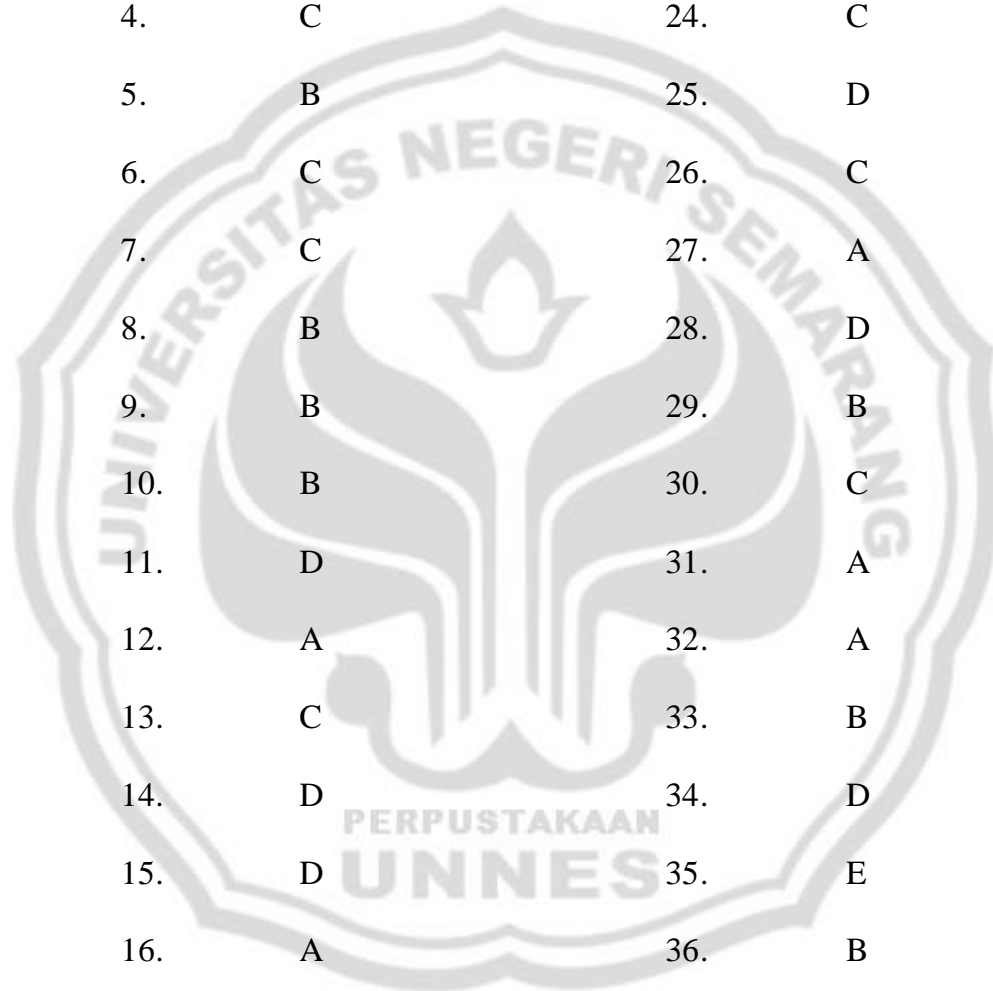 4. C 24. C
5. B 25. D
6. C 26. C
7. C 27. A
8. B 28. D
9. B 29. B
10. B 30. C
11. D 31. A
12. A 32. A
13. C 33. B
14. D 34. D
15. D 35. E
16. A 36. B
UNIVERSITAS NEGERI SEMARANG
PERPUSTAKAAN
UNNES